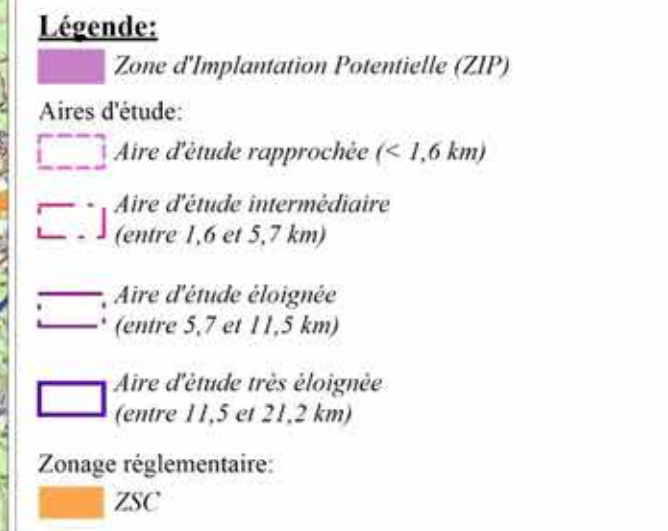 Légende:
Zone d'Implantation Potentielle (ZIP)
Aires d'étude:
Aire d'étude rapprochée (< 1,6 km)
Aire d'étude intermédiaire
(entre 1,6 et 5,7 km)
Aire d'étude éloignée
(entre 5,7 et 11,5 km)
Aire d'étude très éloignée
(entre 11,5 et 21,2 km)
Zonage réglementaire:
ZSC